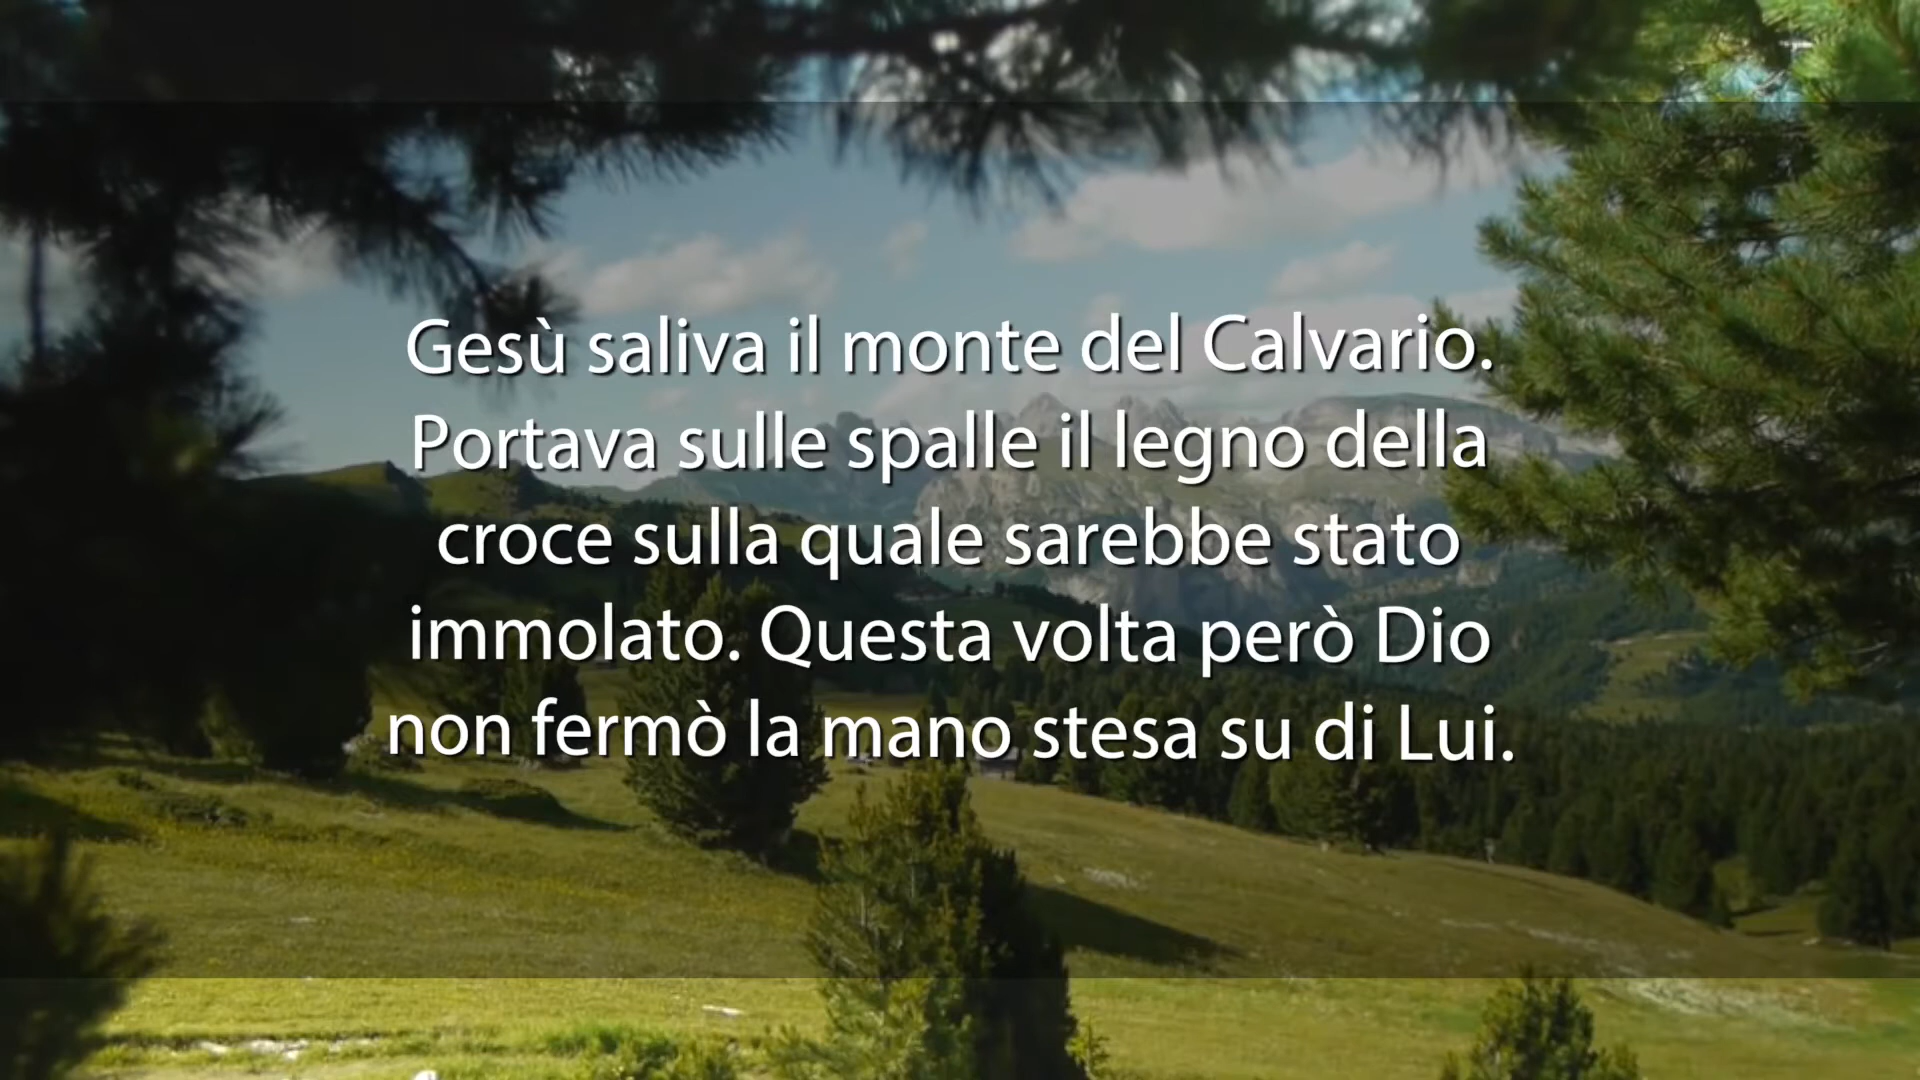 Gesù saliva il monte del Calvario.
Portava sulle spalle il legno della
croce sulla quale sarebbe stato
immolato. Questa volta però Dio
non fermò la mano stesa su di Lui.